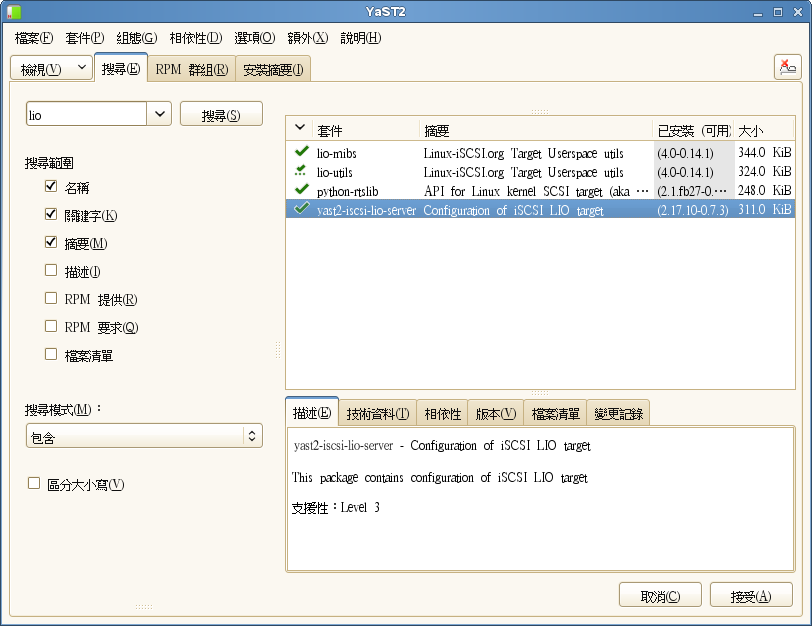 YaST2
檔案(F) 套件(P) 組態(G) 相依性(D) 選項(O) 額外(X) 說明(H)
檢視(V) 搜尋(E) RPM 群組(R) 安裝摘要(I)
lio 搜尋(S)
搜尋範圍
名稱
關鍵字(K)
摘要(M)
描述(I)
RPM 提供(R)
RPM 要求(Q)
檔案清單
搜尋模式(M)：
包含
區分大小寫(V)
套件 摘要 已安裝 (可用) 大小
lio-mibs Linux-iSCSI.org Target Userspace utils (4.0-0.14.1) 344.0 KiB
lio-utils Linux-iSCSI.org Target Userspace utils (4.0-0.14.1) 324.0 KiB
python-rtslib API for Linux kernel SCSI target (aka ··· (2.1.fb27-0.··· 248.0 KiB
yast2-iscsi-lio-server Configuration of iSCSI LIO target (2.17.10-0.7.3) 311.0 KiB
描述(E) 技術資料(T) 相依性 版本(V) 檔案清單 變更記錄
yast2-iscsi-lio-server - Configuration of iSCSI LIO target
This package contains configuration of iSCSI LIO target
支援性：Level 3
取消(C) 接受(A)